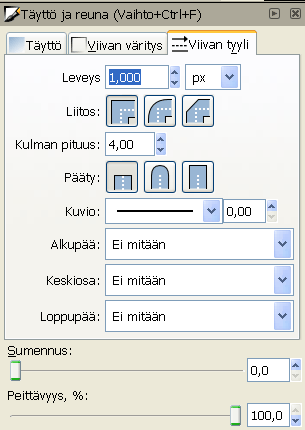 Täyttö ja reuna (Vaihto+Ctrl+F)
Täyttö Viivan väritys Viivan tyyli
Leveys 1,000 px
Liitos:
Kulman pituus: 4,00
Pääty:
Kuvio: 0,00
Alkupää: Ei mitään
Keskiosa: Ei mitään
Loppupää: Ei mitään
Sumennus:
0,0
Peittävyys, %:
100,0